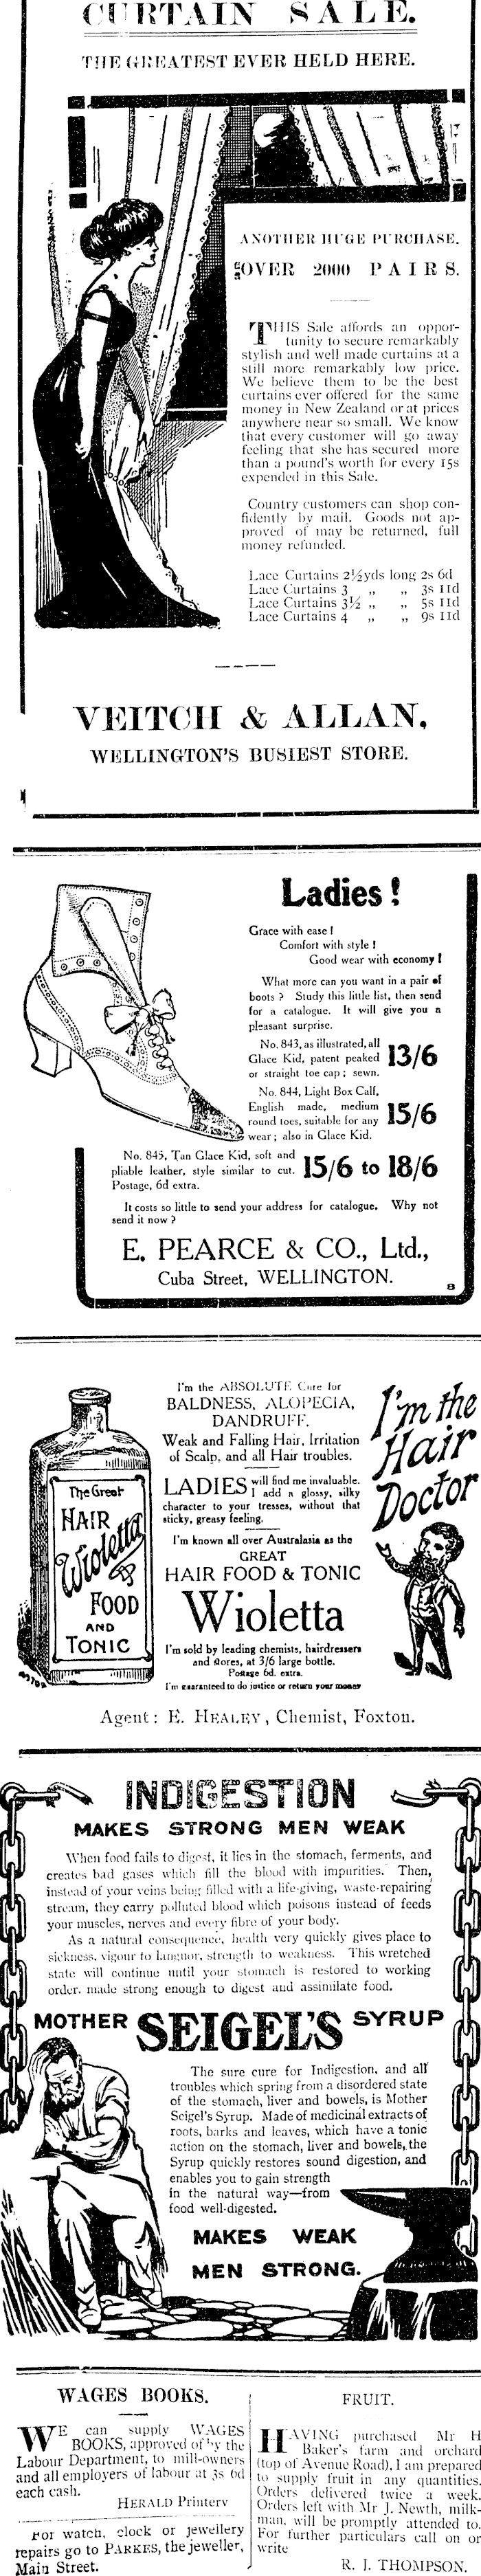 CURTAIN SALE.
THE GREATEST EVER HELD HERE.
ANOTHER HUGE PURCHASE.
OVER 2000 PAIRS.
THIS Sale affords an oppor-
tunity to secure remarkably
stylish and well made curtains at a
still more remarkably low price.
We believe them to be the best
curtains ever offered for the same
money in New Zealand or at prices
anywhere near so small. We know
that every customer will go away
feeling that she has secured more
than a pound's worth for every 15s
expended in this Sale.
Country customers can shop con-
fidently by mail. Goods not ap-
proved of may be returned, full
money refunded.
Lace Curtains 2½yds long 2s 6d
Lace Curtains 3 „ „ 3s 11d
Lace Curtains 3½ „ „ 5s 11d
Lace Curtains 4 „ „ 9s 11d
VEITCH & ALLAN,
WELLINGTON'S BUSIEST STORE.
Ladies!
Grace with ease!
Comfort with style!
Good wear with economy!
What more can you want in a pair of
boots? Study this little list, then send
for a catalogue. It will give you a
pleasant surprise.
No. 843, as illustrated, all
Glace Kid, patent peaked
or straight toe cap; sewn.
13/6
No. 844, Light Box Calf,
English made, medium
round toes, suitable for any
wear; also in Glace Kid.
15/6
No. 845, Tan Glace Kid, soft and
pliable leather, style similar to cut.
Postage, 6d extra.
15/6 to 18/6
It costs so little to send your address for catalogue. Why not
send it now?
E. PEARCE & CO., Ltd.,
Cuba Street, WELLINGTON.
B
The Great
HAIR
Wioletta
FOOD
AND
TONIC
I'm the ABSOLUTE Cure for
BALDNESS, ALOPECIA,
DANDRUFF.
Weak and Falling Hair, Irritation
of Scalp, and all Hair troubles.
LADIES will find me invaluable.
I add a glossy, silky
character to your tresses, without that
sticky, greasy feeling.
I'm known all over Australasia as the
GREAT
HAIR FOOD & TONIC
Wioletta
I'm sold by leading chemists, hairdressers
and stores, at 3/6 large bottle.
Postage 6d. extra.
I'm guaranteed to do justice or return your money
I'm the
Hair
Doctor
Agent: E. HEALEY, Chemist, Foxton.
INDIGESTION
MAKES STRONG MEN WEAK
When food fails to digest, it lies in the stomach, ferments, and
creates bad gases which fill the blood with impurities. Then,
instead of your veins being filled with a life-giving, waste-repairing
stream, they carry polluted blood which poisons instead of feeds
your muscles, nerves and every fibre of your body.
As a natural consequence, health very quickly gives place to
sickness, vigour to languor, strength to weakness. This wretched
state will continue until your stomach is restored to working
order, made strong enough to digest and assimilate food.
MOTHER SEIGEL'S SYRUP
The sure cure for Indigestion, and all
troubles which spring from a disordered state
of the stomach, liver and bowels, is Mother
Seigel's Syrup. Made of medicinal extracts of
roots, barks and leaves, which have a tonic
action on the stomach, liver and bowels, the
Syrup quickly restores sound digestion, and
enables you to gain strength
in the natural way—from
food well-digested.
MAKES WEAK
MEN STRONG.
WAGES BOOKS.
WE can supply WAGES
BOOKS, approved of by the
Labour Department, to mill-owners
and all employers of labour at 3s 6d
each cash.
HERALD Printery
For watch, clock or jewellery
repairs go to PARKES, the jeweller,
Main Street.
FRUIT.
HAVING purchased Mr H
Baker's farm and orchard
(top of Avenue Road), I am prepared
to supply fruit in any quantities.
Orders delivered twice a week.
Orders left with Mr J. Newth, milk-
man, will be promptly attended to.
For further particulars call on or
write
R. J. THOMPSON.